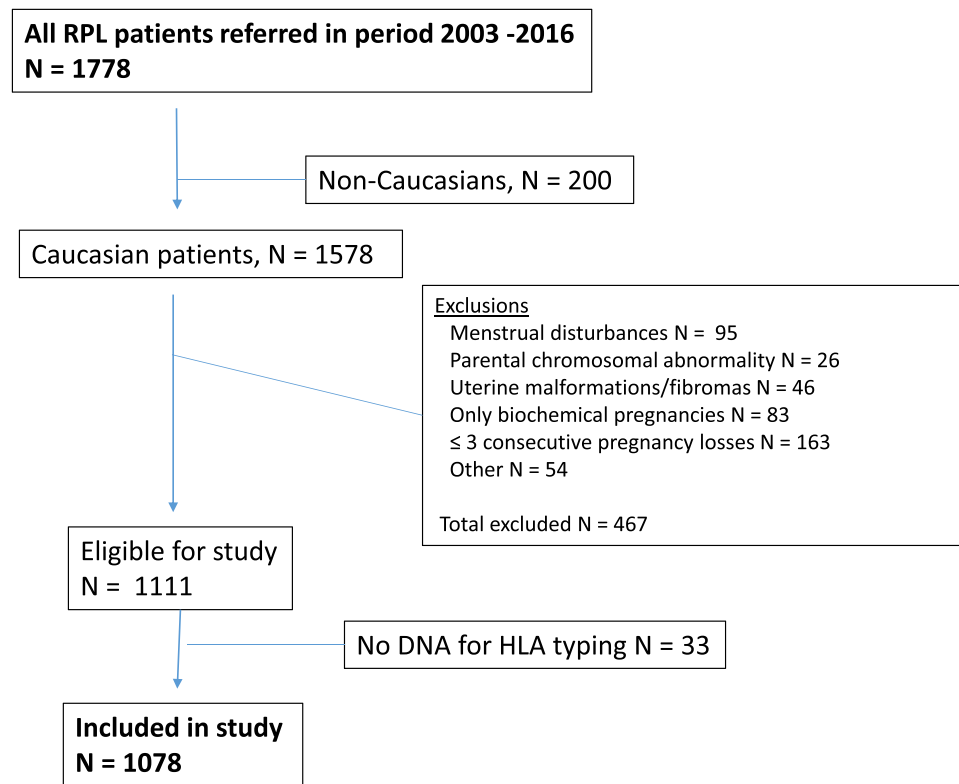 All RPL patients referred in period 2003 -2016
N = 1778
Non-Caucasians, N = 200
Caucasian patients, N = 1578
Exclusions
Menstrual disturbances N =  95
Parental chromosomal abnormality N = 26
Uterine malformations/fibromas N = 46
Only biochemical pregnancies N = 83
≤ 3 consecutive pregnancy losses N = 163
Other N = 54
Total excluded N = 467
Eligible for study
N =  1111
No DNA for HLA typing N = 33
Included in study
N = 1078